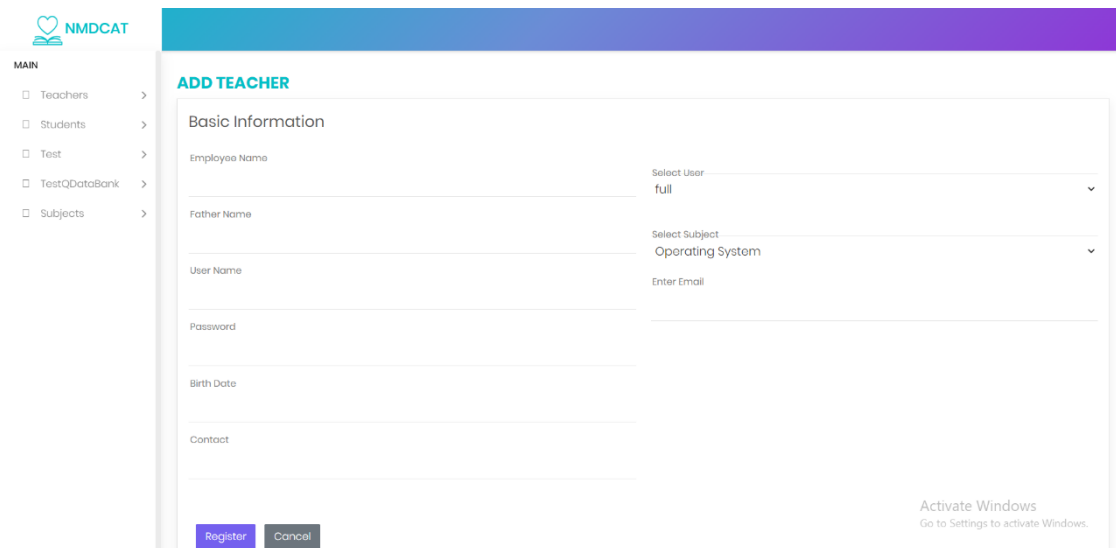 NMDCAT
MAIN
Teachers
Students
Test
TestQDataBank
Subjects
ADD TEACHER
Basic Information
Employee Name
Father Name
User Name
Password
Birth Date
Contact
Select User
full
Select Subject
Operating System
Enter Email
Register Cancel
Activate Windows
Go to Settings to activate Windows.